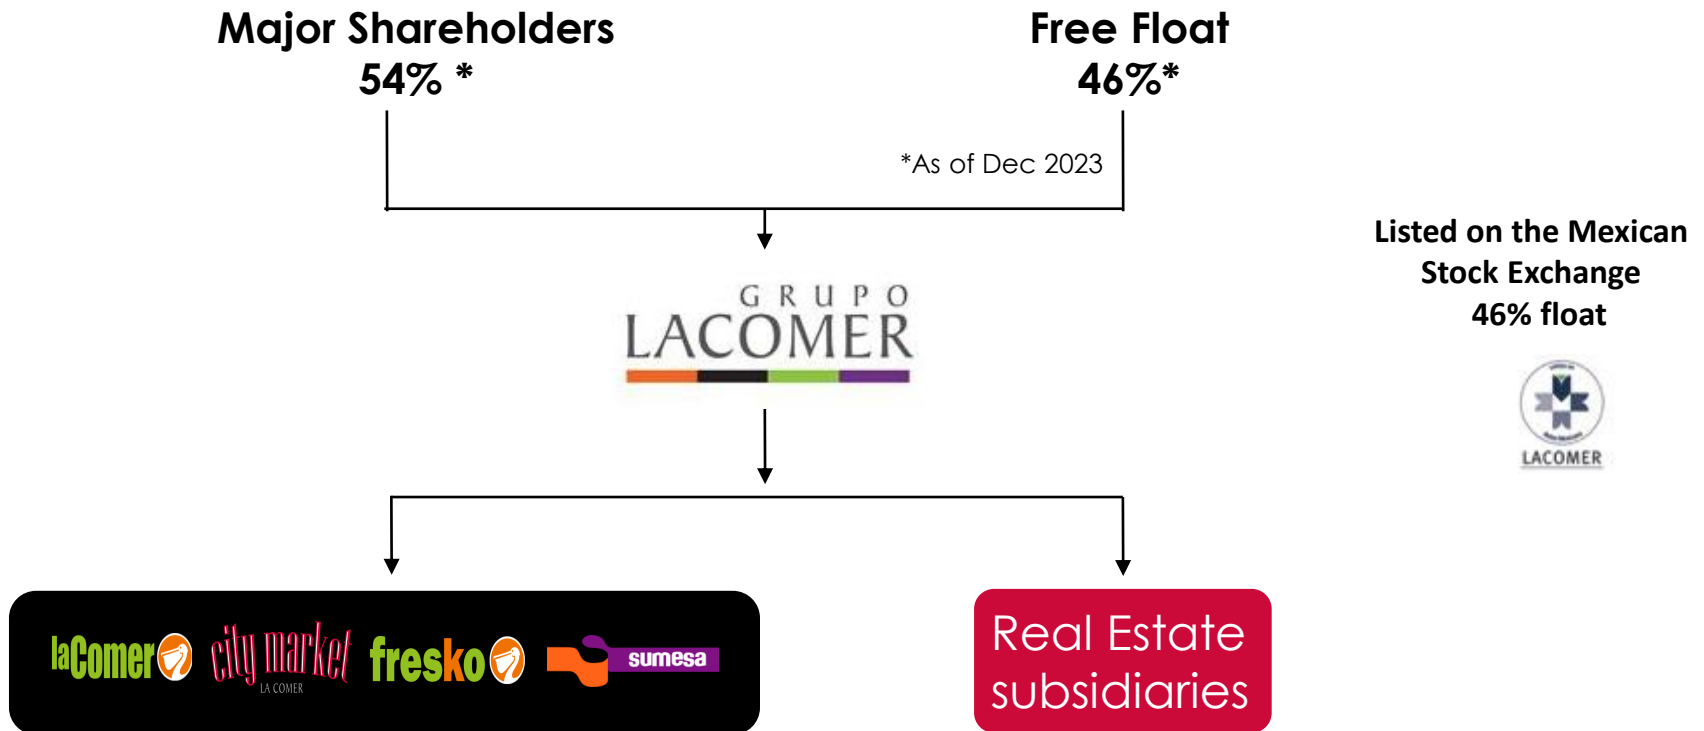 Major Shareholders
54% *
Free Float
46%*
*As of Dec 2023
GRUPO
LACOMER
Listed on the Mexican
Stock Exchange
46% float
LACOMER
laComer
city market
LA COMER
fresko
sumesa
Real Estate
subsidiaries